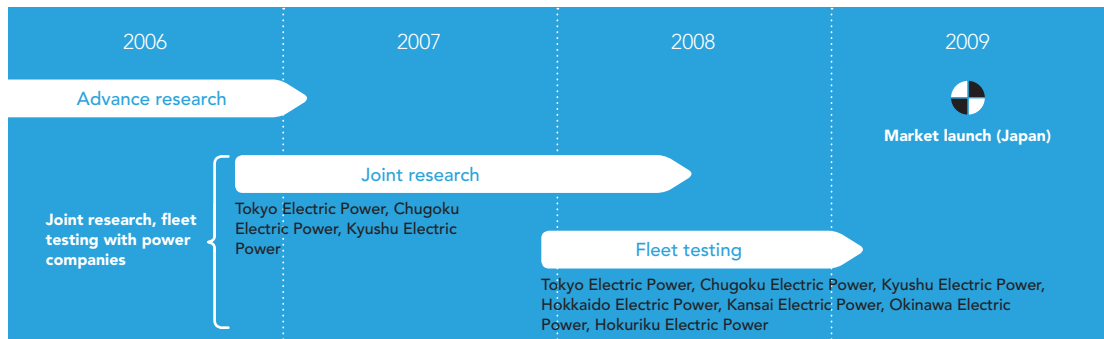 2006
2007
2008
2009
Advance research
Market launch (Japan)
Joint research
Joint research, fleet
testing with power
companies
Tokyo Electric Power, Chugoku
Electric Power, Kyushu Electric
Power
Fleet testing
Tokyo Electric Power, Chugoku Electric Power, Kyushu Electric Power,
Hokkaido Electric Power, Kansai Electric Power, Okinawa Electric
Power, Hokuriku Electric Power